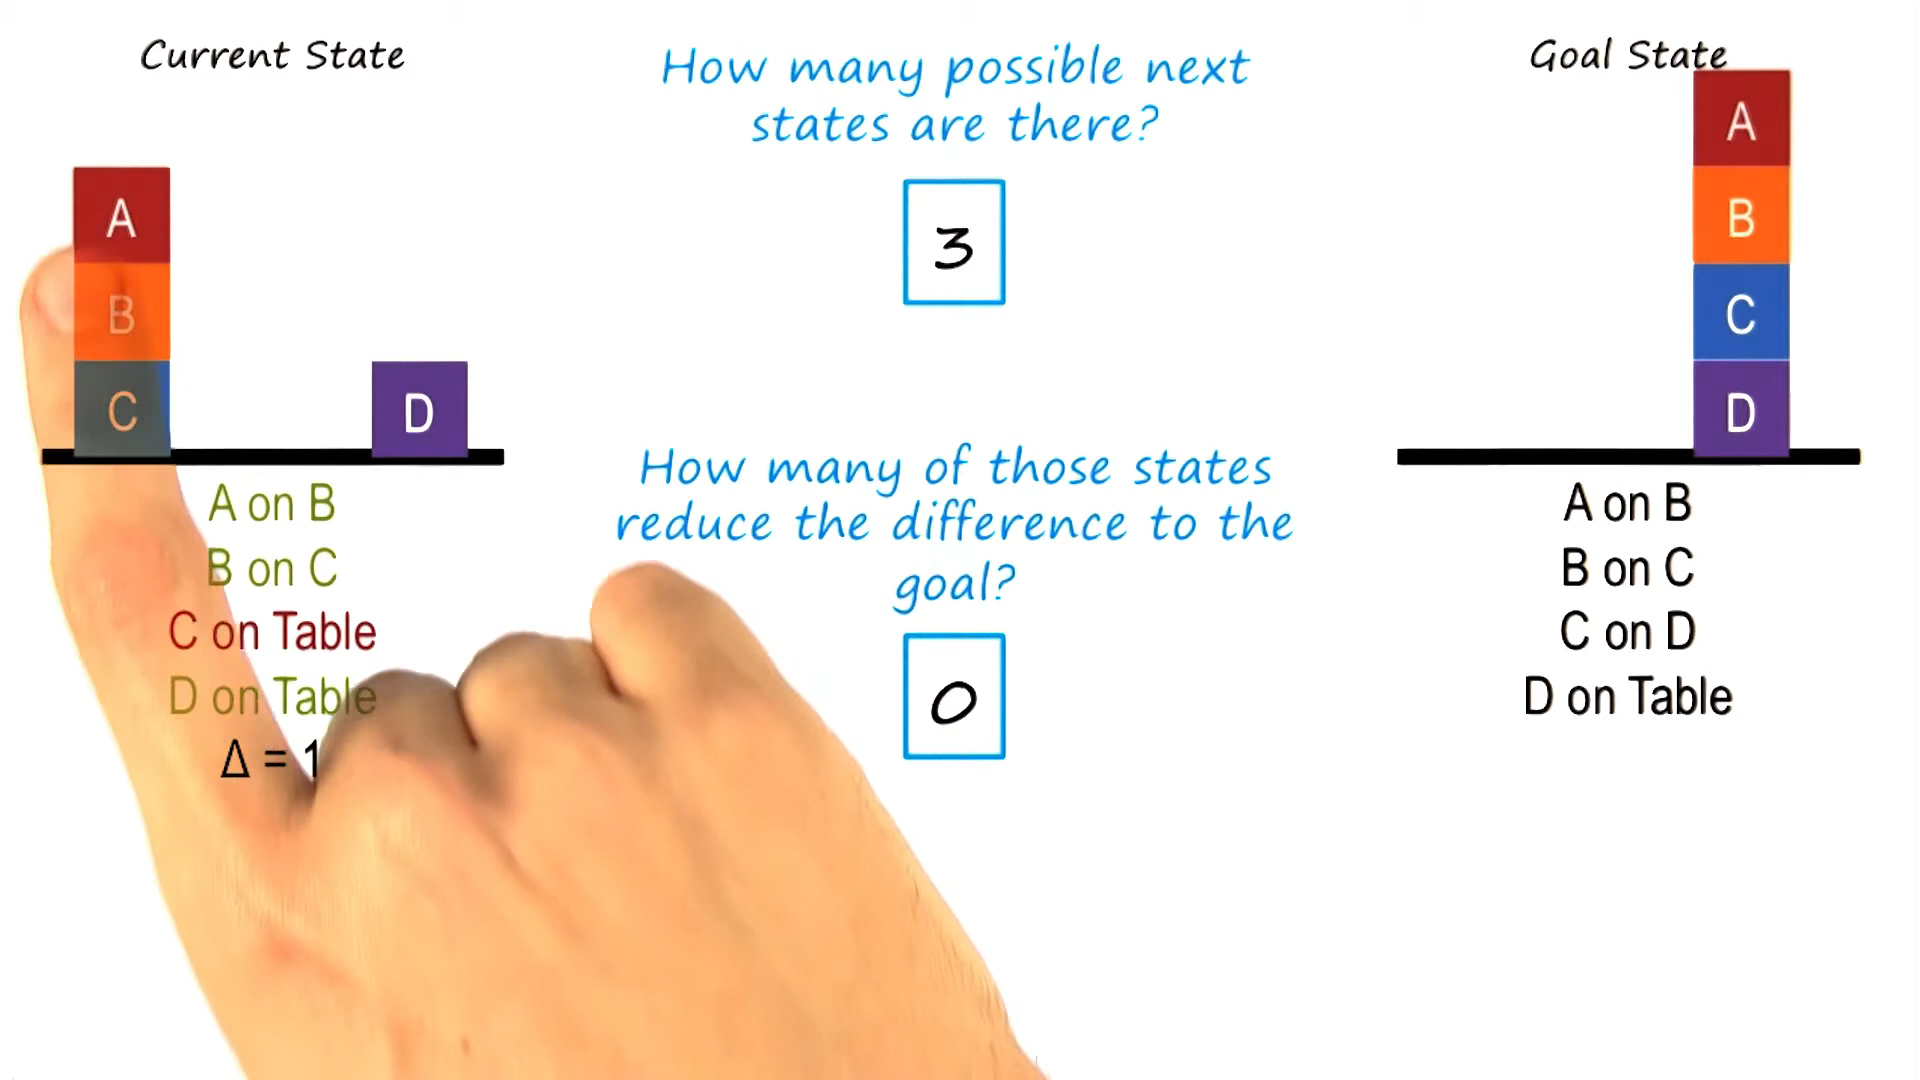 Current State
A
B
C
D
A on B
B on C
C on Table
D on Table
Δ = 1
How many possible next
states are there?
3
How many of those states
reduce the difference to the
goal?
0
Goal State
A
B
C
D
A on B
B on C
C on D
D on Table